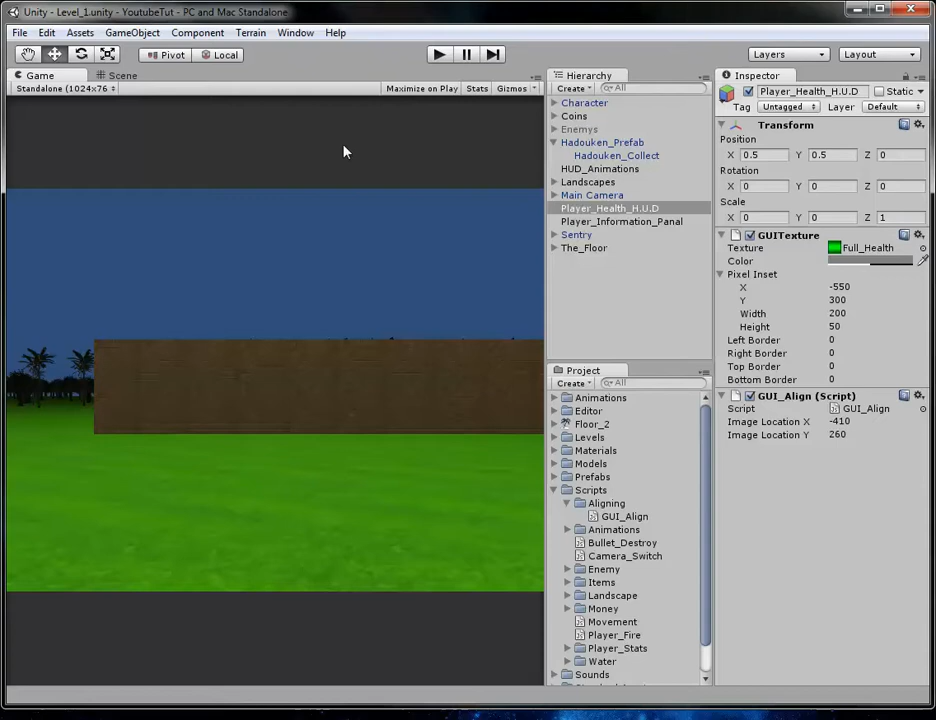 Unity - Level_1.unity - YoutubeTut - PC and Mac Standalone
File Edit Assets GameObject Component Terrain Window Help
Pivot Local Layers Layout
Game Scene
Standalone (1024x76
Maximize on Play Stats Gizmos
Hierarchy
Create All
Character
Coins
Enemys
Hadouken_Prefab
Hadouken_Collect
HUD_Animations
Landscapes
Main Camera
Player_Health_H.U.D
Player_Information_Panal
Sentry
The_Floor
Project
Create All
Animations
Editor
Floor_2
Levels
Materials
Models
Prefabs
Scripts
Aligning
GUI_Align
Animations
Bullet_Destroy
Camera_Switch
Enemy
Items
Landscape
Money
Movement
Player_Fire
Player_Stats
Water
Sounds
Inspector
Player_Health_H.U.D Static
Tag Untagged Layer Default
Transform
Position
X 0.5 Y 0.5 Z 0
Rotation
X 0 Y 0 Z 0
Scale
X 0 Y 0 Z 1
GUITexture
Texture Full_Health
Color
Pixel Inset
X -550
Y 300
Width 200
Height 50
Left Border 0
Right Border 0
Top Border 0
Bottom Border 0
GUI_Align (Script)
Script GUI_Align
Image Location X -410
Image Location Y 260